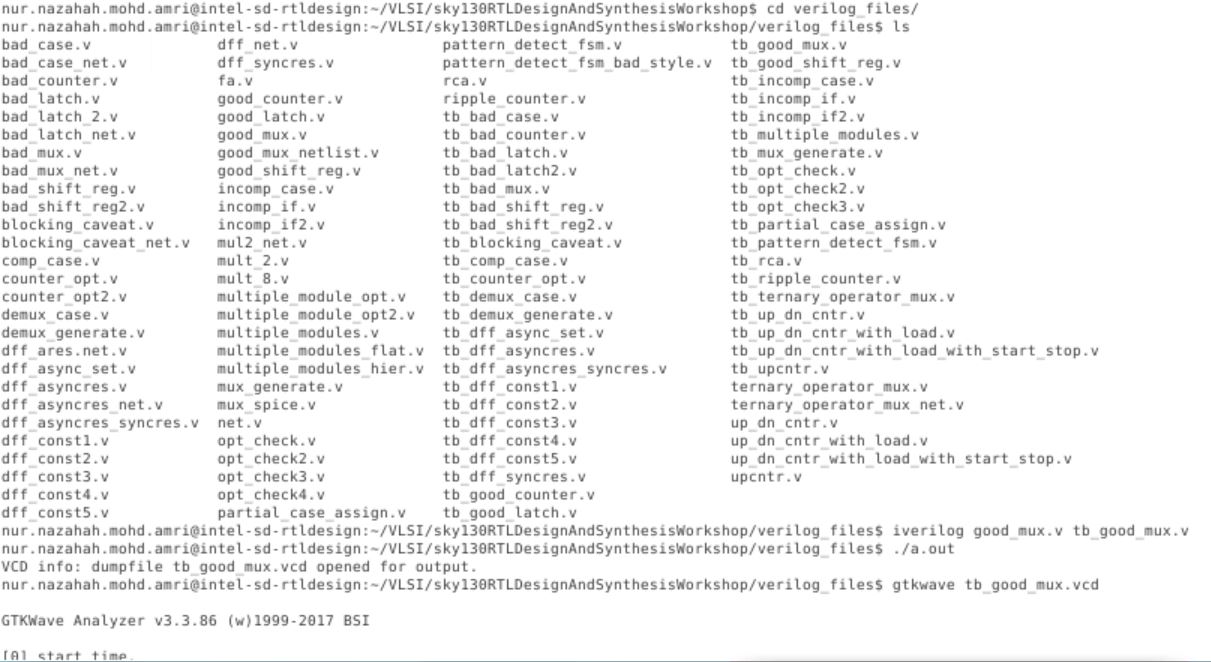 nur.nazahah.mohd.amri@intel-sd-rtldesign:~/VLSI/sky130RTLDesignAndSynthesisWorkshop$ cd verilog_files/
nur.nazahah.mohd.amri@intel-sd-rtldesign:~/VLSI/sky130RTLDesignAndSynthesisWorkshop/verilog_files$ ls
bad_case.v dff_net.v pattern_detect_fsm.v tb_good_mux.v
bad_case_net.v dff_syncres.v pattern_detect_fsm_bad_style.v tb_good_shift_reg.v
bad_counter.v fa.v rca.v tb_incomp_case.v
bad_latch.v good_counter.v ripple_counter.v tb_incomp_if.v
bad_latch_2.v good_latch.v tb_bad_case.v tb_incomp_if2.v
bad_latch_net.v good_mux.v tb_bad_counter.v tb_multiple_modules.v
bad_mux.v good_mux_netlist.v tb_bad_latch.v tb_mux_generate.v
bad_mux_net.v good_shift_reg.v tb_bad_latch2.v tb_opt_check.v
bad_shift_reg.v incomp_case.v tb_bad_mux.v tb_opt_check2.v
bad_shift_reg2.v incomp_if.v tb_bad_shift_reg.v tb_opt_check3.v
blocking_caveat.v incomp_if2.v tb_bad_shift_reg2.v tb_partial_case_assign.v
blocking_caveat_net.v mul2_net.v tb_blocking_caveat.v tb_pattern_detect_fsm.v
comp_case.v mult_2.v tb_comp_case.v tb_rca.v
counter_opt.v mult_8.v tb_counter_opt.v tb_ripple_counter.v
counter_opt2.v multiple_module_opt.v tb_demux_case.v tb_ternary_operator_mux.v
demux_case.v multiple_module_opt2.v tb_demux_generate.v tb_up_dn_cntr.v
demux_generate.v multiple_modules.v tb_dff_async_set.v tb_up_dn_cntr_with_load.v
dff_ares.net.v multiple_modules_flat.v tb_dff_asyncres.v tb_up_dn_cntr_with_load_with_start_stop.v
dff_async_set.v multiple_modules_hier.v tb_dff_asyncres_syncres.v tb_upcntr.v
dff_asyncres.v mux_generate.v tb_dff_const1.v ternary_operator_mux.v
dff_asyncres_net.v mux_spice.v tb_dff_const2.v ternary_operator_mux_net.v
dff_asyncres_syncres.v net.v tb_dff_const3.v up_dn_cntr.v
dff_const1.v opt_check.v tb_dff_const4.v up_dn_cntr_with_load.v
dff_const2.v opt_check2.v tb_dff_const5.v up_dn_cntr_with_load_with_start_stop.v
dff_const3.v opt_check3.v tb_dff_syncres.v upcntr.v
dff_const4.v opt_check4.v tb_good_counter.v
dff_const5.v partial_case_assign.v tb_good_latch.v
nur.nazahah.mohd.amri@intel-sd-rtldesign:~/VLSI/sky130RTLDesignAndSynthesisWorkshop/verilog_files$ iverilog good_mux.v tb_good_mux.v
nur.nazahah.mohd.amri@intel-sd-rtldesign:~/VLSI/sky130RTLDesignAndSynthesisWorkshop/verilog_files$ ./a.out
VCD info: dumpfile tb_good_mux.vcd opened for output.
nur.nazahah.mohd.amri@intel-sd-rtldesign:~/VLSI/sky130RTLDesignAndSynthesisWorkshop/verilog_files$ gtkwave tb_good_mux.vcd
GTKWave Analyzer v3.3.86 (w)1999-2017 BSI
[0] start time.